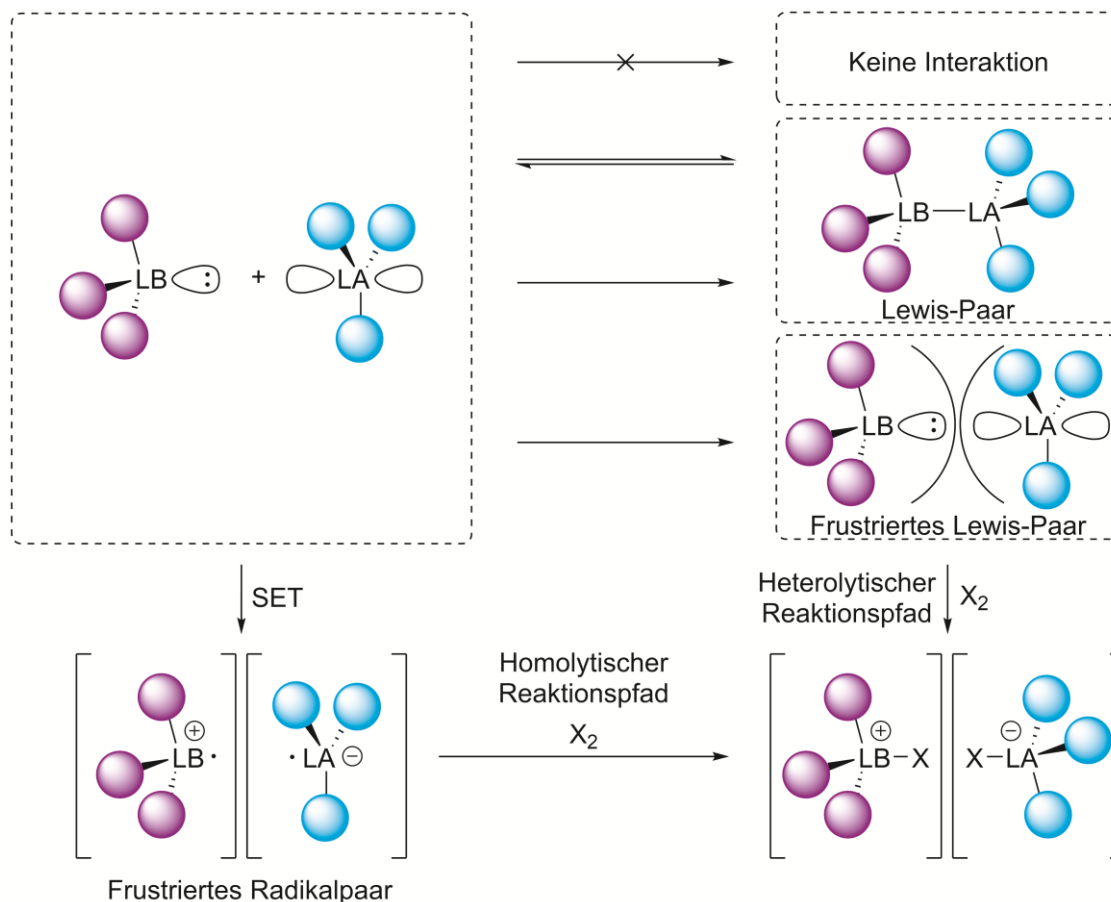 Keine Interaktion
LB — LA
Lewis-Paar
LB : + LA
LB : LA
Frustriertes Lewis-Paar
SET
Heterolytischer
Reaktionspfad
X₂
Homolytischer
Reaktionspfad
X₂
LB ⊕ · · LA ⊖
LB ⊕ – X X – LA ⊖
Frustriertes Radikalpaar